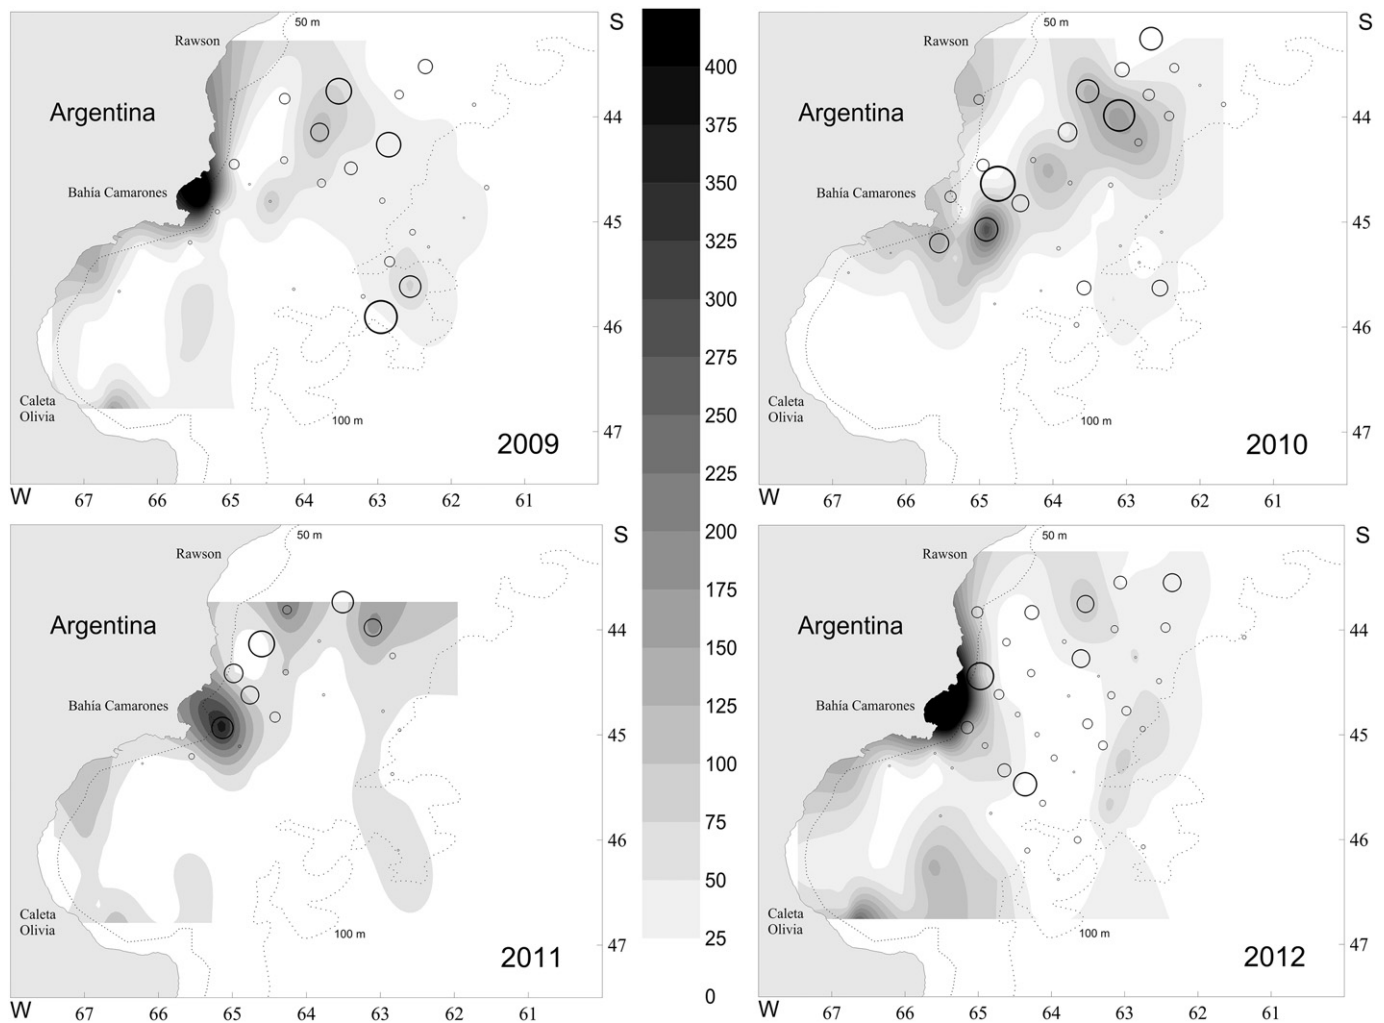 50 m
S
Rawson
Argentina
44
Bahía Camarones
45
46
Caleta
Olivia
100 m
47
2009
W 67 66 65 64 63 62 61
400
375
350
325
300
275
250
225
200
175
150
125
100
75
50
25
0
50 m
S
Rawson
Argentina
44
Bahía Camarones
45
46
Caleta
Olivia
100 m
47
2010
W 67 66 65 64 63 62 61
50 m
S
Rawson
Argentina
44
Bahía Camarones
45
46
Caleta
Olivia
100 m
47
2011
W 67 66 65 64 63 62 61
50 m
S
Rawson
Argentina
44
Bahía Camarones
45
46
Caleta
Olivia
100 m
47
2012
W 67 66 65 64 63 62 61